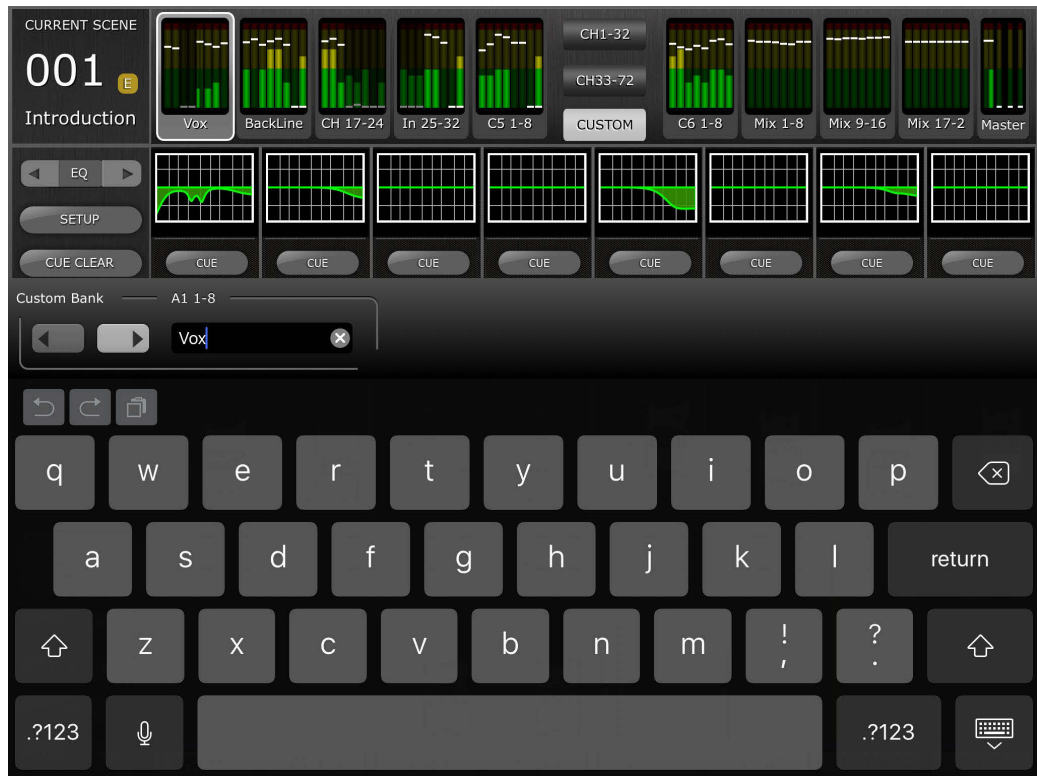 CURRENT SCENE
001 E
Introduction
Vox BackLine CH 17-24 In 25-32 C5 1-8
CH1-32
CH33-72
CUSTOM
C6 1-8 Mix 1-8 Mix 9-16 Mix 17-2 Master
EQ
SETUP
CUE CLEAR
CUE CUE CUE CUE CUE CUE CUE CUE
Custom Bank A1 1-8
Vox
q w e r t y u i o p
a s d f g h j k l return
z x c v b n m ! , ? .
.?123 .?123